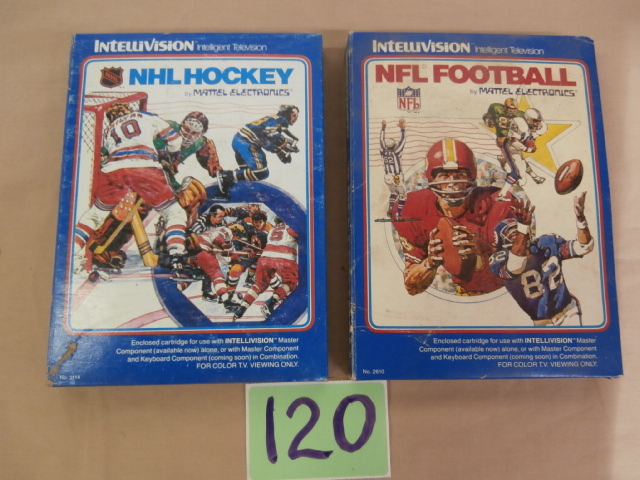 INTELLIVISION Intelligent Television
NHL HOCKEY
by MATTEL ELECTRONICS®
10
Enclosed cartridge for use with INTELLIVISION™ Master
Component (available now) alone, or with Master Component
and Keyboard Component (coming soon) in Combination.
FOR COLOR T.V. VIEWING ONLY.
INTELLIVISION Intelligent Television
NFL FOOTBALL
by MATTEL ELECTRONICS®
NFL
82
Enclosed cartridge for use with INTELLIVISION™ Master
Component (available now) alone, or with Master Component
and Keyboard Component (coming soon) in Combination.
FOR COLOR T.V. VIEWING ONLY.
No. 2610
120